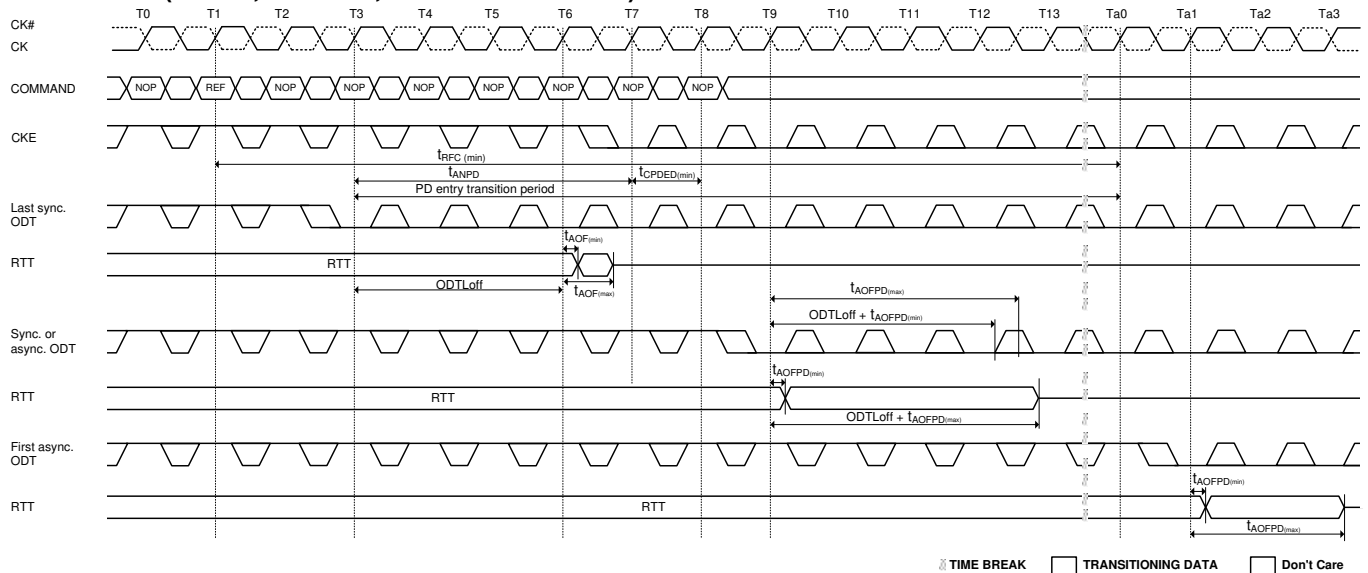 T0 T1 T2 T3 T4 T5 T6 T7 T8 T9 T10 T11 T12 T13 Ta0 Ta1 Ta2 Ta3
CK#
CK
COMMAND NOP REF NOP NOP NOP NOP NOP NOP NOP
CKE
tRFC (min)
tANPD tCPDED(min)
PD entry transition period
Last sync.
ODT
tAOF(min)
RTT RTT
ODTLoff tAOF(max)
tAOFPD(max)
ODTLoff + tAOFPD(min)
Sync. or
async. ODT
tAOFPD(min)
RTT RTT
ODTLoff + tAOFPD(max)
First async.
ODT
tAOFPD(min)
RTT RTT
tAOFPD(max)
TIME BREAK TRANSITIONING DATA Don't Care